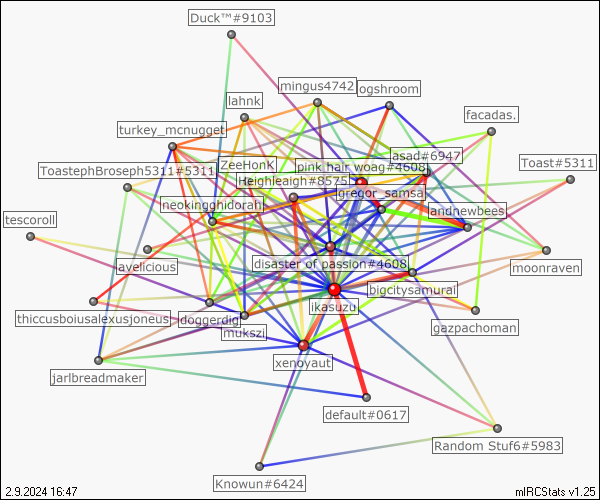 Duck™#9103
mingus4742
ogshroom
lahnk
facadas.
turkey_mcnugget
asad#6947
ZeeHonk
pink hair woag#4608
Toast#5311
ToastephBroseph5311#5311
Heighleigh#8575
gregor_samsa
neokingghidorah
andnewbees
tescoroll
lavelicious
disaster of passion#4608
moonraven
bigcitysamurai
thiccusboiusalexusjoneus
doggerdig
ikasuzu
gazpachoman
mukszi
xenoyaut
jarlbreadmaker
default#0617
Random Stuf6#5983
Knowun#6424
2.9.2024 16:47
mIRCStats v1.25